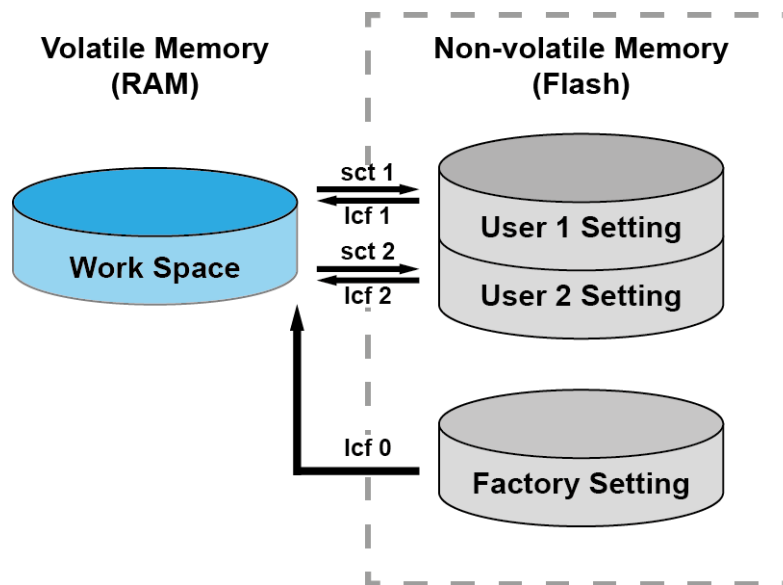 Volatile Memory
(RAM)
Non-volatile Memory
(Flash)
sct 1
lcf 1
sct 2
lcf 2
lcf 0
Work Space
User 1 Setting
User 2 Setting
Factory Setting